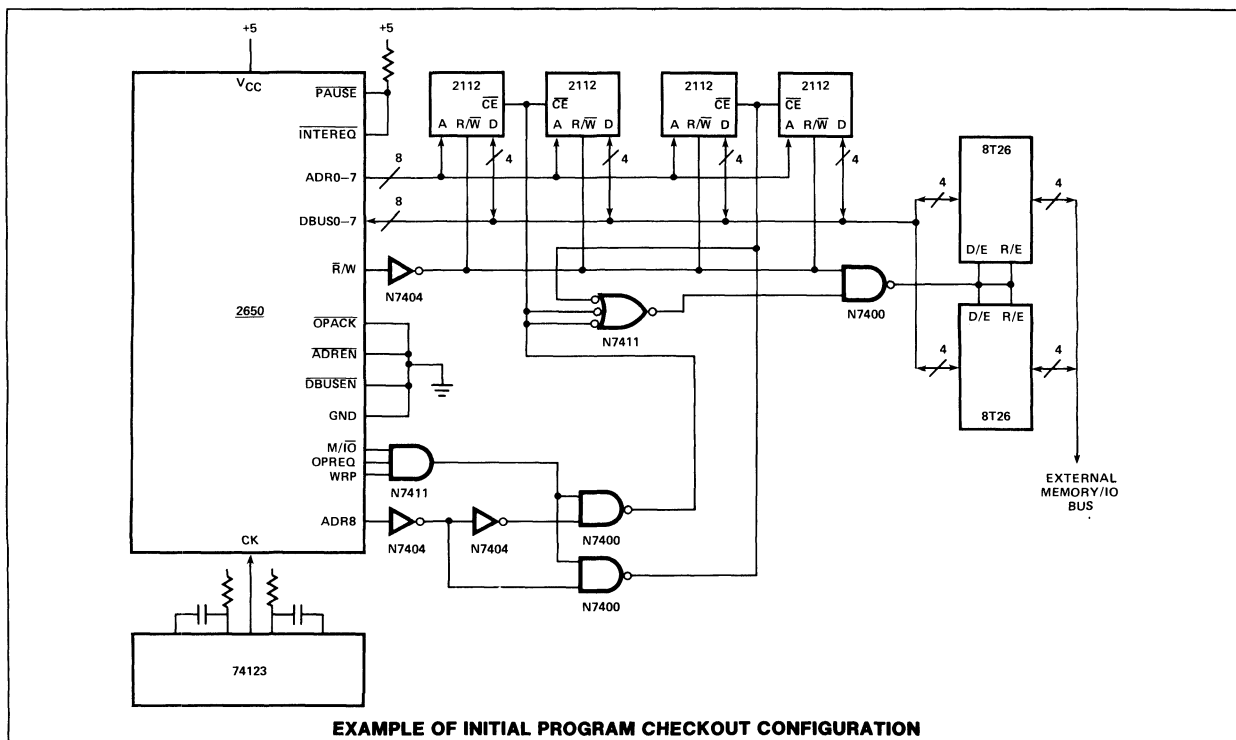 +5
+5
VCC
PAUSE
INTEREQ
ADR0–7
DBUS0–7
R/W
2650
OPACK
ADREN
DBUSEN
GND
M/IO
OPREQ
WRP
ADR8
CK
74123
8
8
2112
CE
A R/W D
4
2112
CE
A R/W D
4
2112
CE
A R/W D
4
2112
CE
A R/W D
4
N7404
N7411
N7400
N7411
N7404
N7404
N7400
N7400
8T26
4
4
D/E R/E
D/E R/E
4
4
8T26
EXTERNAL
MEMORY/IO
BUS
EXAMPLE OF INITIAL PROGRAM CHECKOUT CONFIGURATION